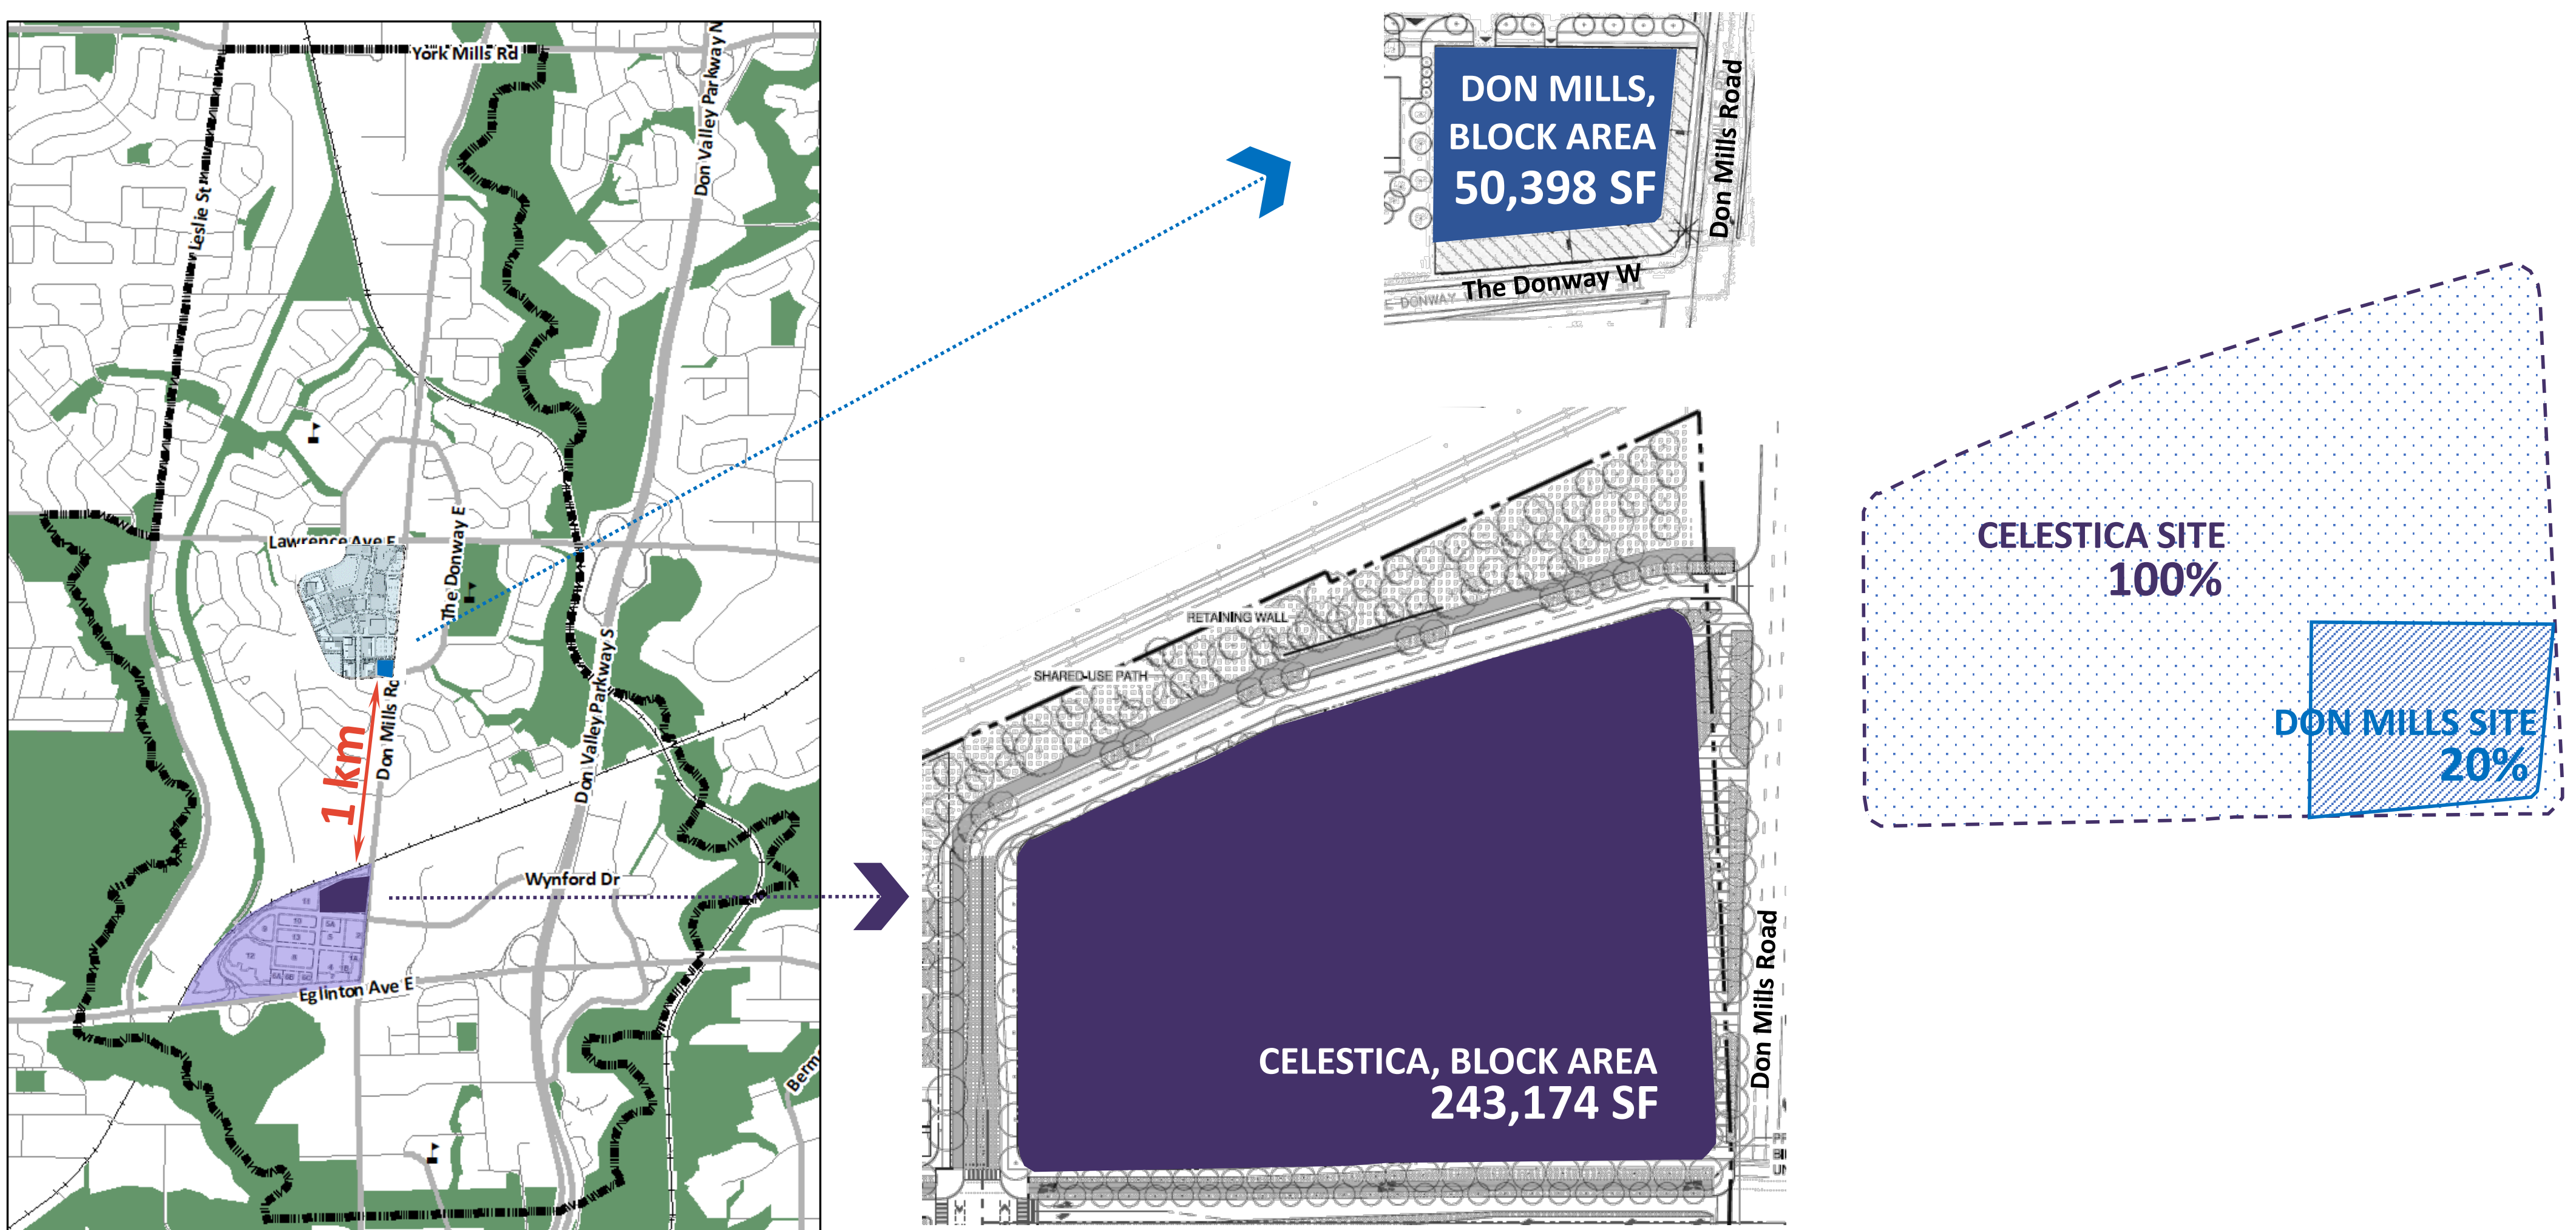 York Mills Rd
Don Valley Parkway N
Leslie St
Lawrence Ave E
The Donway E
Don Valley Parkway S
Don Mills Rd
1 km
Wynford Dr
Eglinton Ave E
DON MILLS,
BLOCK AREA
50,398 SF
Don Mills Road
The Donway W
RETAINING WALL
SHARED-USE PATH
CELESTICA, BLOCK AREA
243,174 SF
Don Mills Road
CELESTICA SITE
100%
DON MILLS SITE
20%